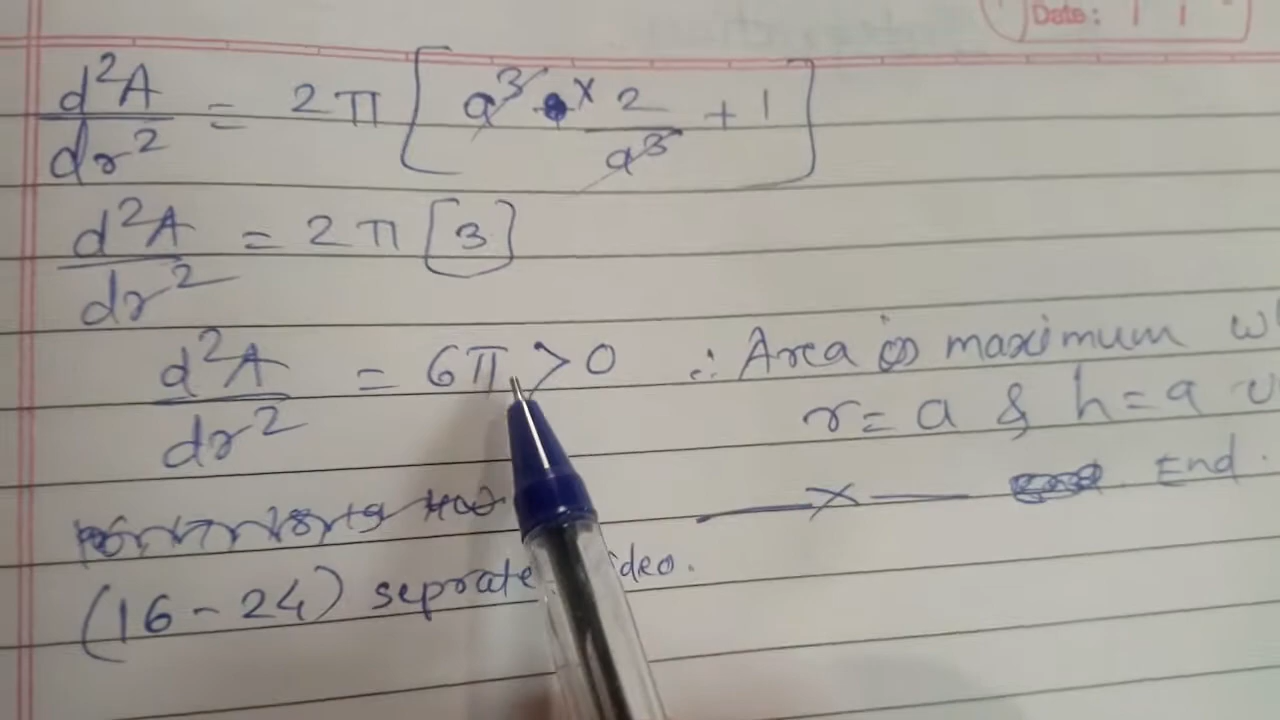 Date:
d²A/dr² = 2π [a³ × 2/a³ + 1]
d²A/dr² = 2π [3]
d²A/dr² = 6π > 0 ∴ Area is maximum
r = a & h = a
—×— End.
(16 - 24) seprate